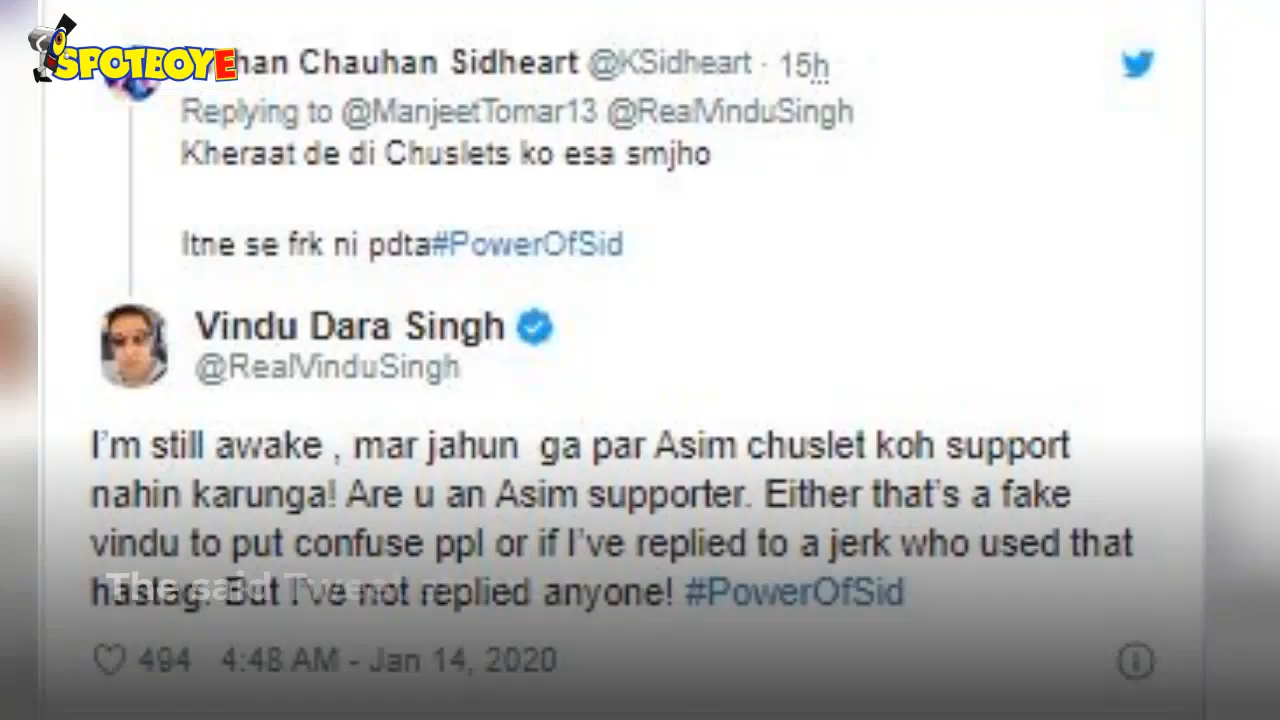 SPOTBOYE
han Chauhan Sidheart @KSidheart · 15h
Replying to @ManjeetTomar13 @RealVinduSingh
Kheraat de di Chuslets ko esa smjho
Itne se frk ni pdta#PowerOfSid
Vindu Dara Singh
@RealVinduSingh
I'm still awake , mar jahun ga par Asim chuslet koh support
nahin karunga! Are u an Asim supporter. Either that's a fake
vindu to put confuse ppl or if I've replied to a jerk who used that
hastag. But I've not replied anyone! #PowerOfSid
The said
494 4:48 AM - Jan 14, 2020